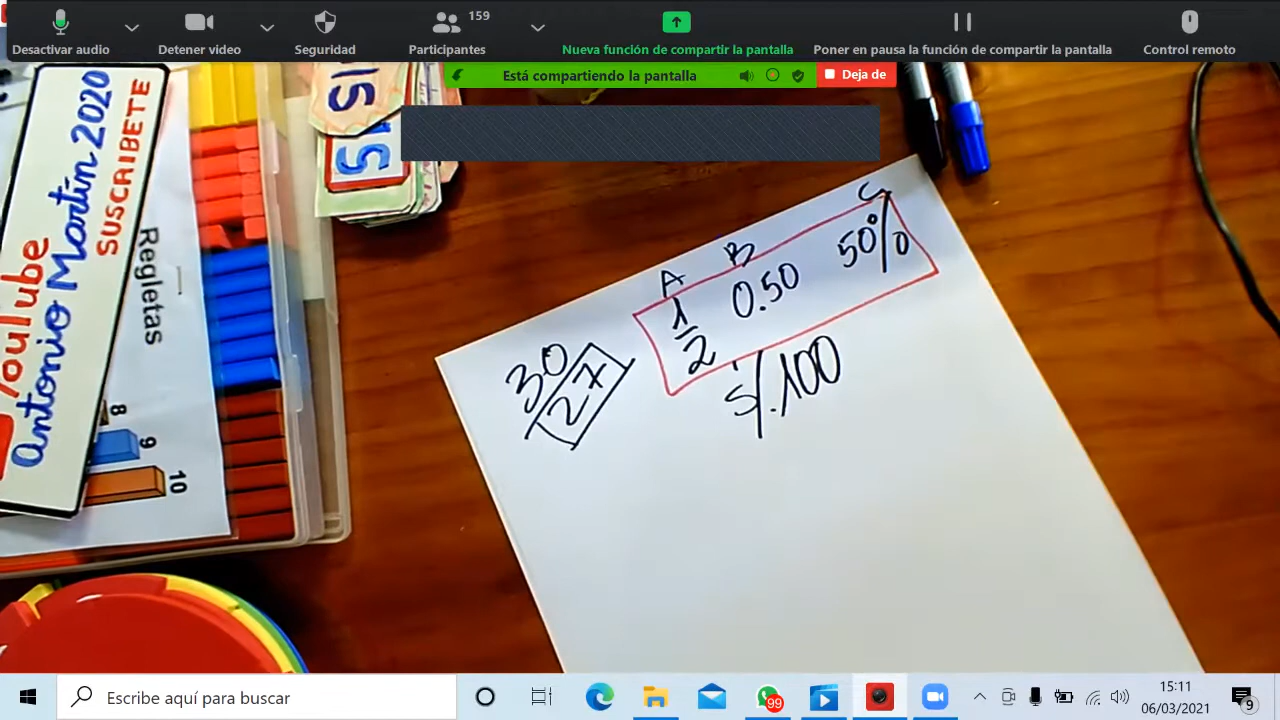 159
Desactivar audio
Detener video
Seguridad
Participantes
Nueva función de compartir la pantalla
Poner en pausa la función de compartir la pantalla
Control remoto
Está compartiendo la pantalla
Deja de
YouTube
Antonio Martín 2020
SUSCRIBETE
Regletas
8
9
10
15
15
A B C
1/2 0.50 50%
30
27
S/.100
Escribe aquí para buscar
99
15:11
06/03/2021
9